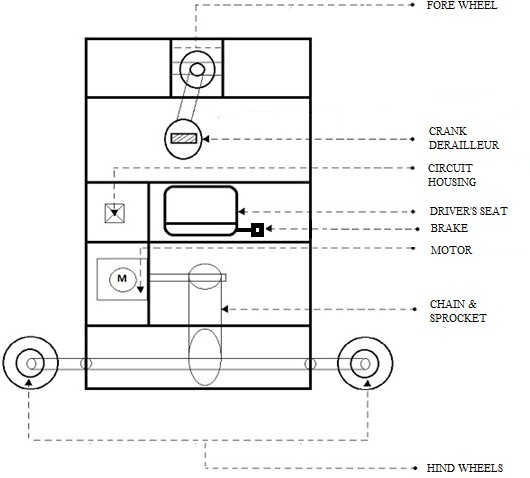 FORE WHEEL
CRANK
DERAILLEUR
CIRCUIT
HOUSING
DRIVER'S SEAT
BRAKE
MOTOR
M
CHAIN &
SPROCKET
HIND WHEELS